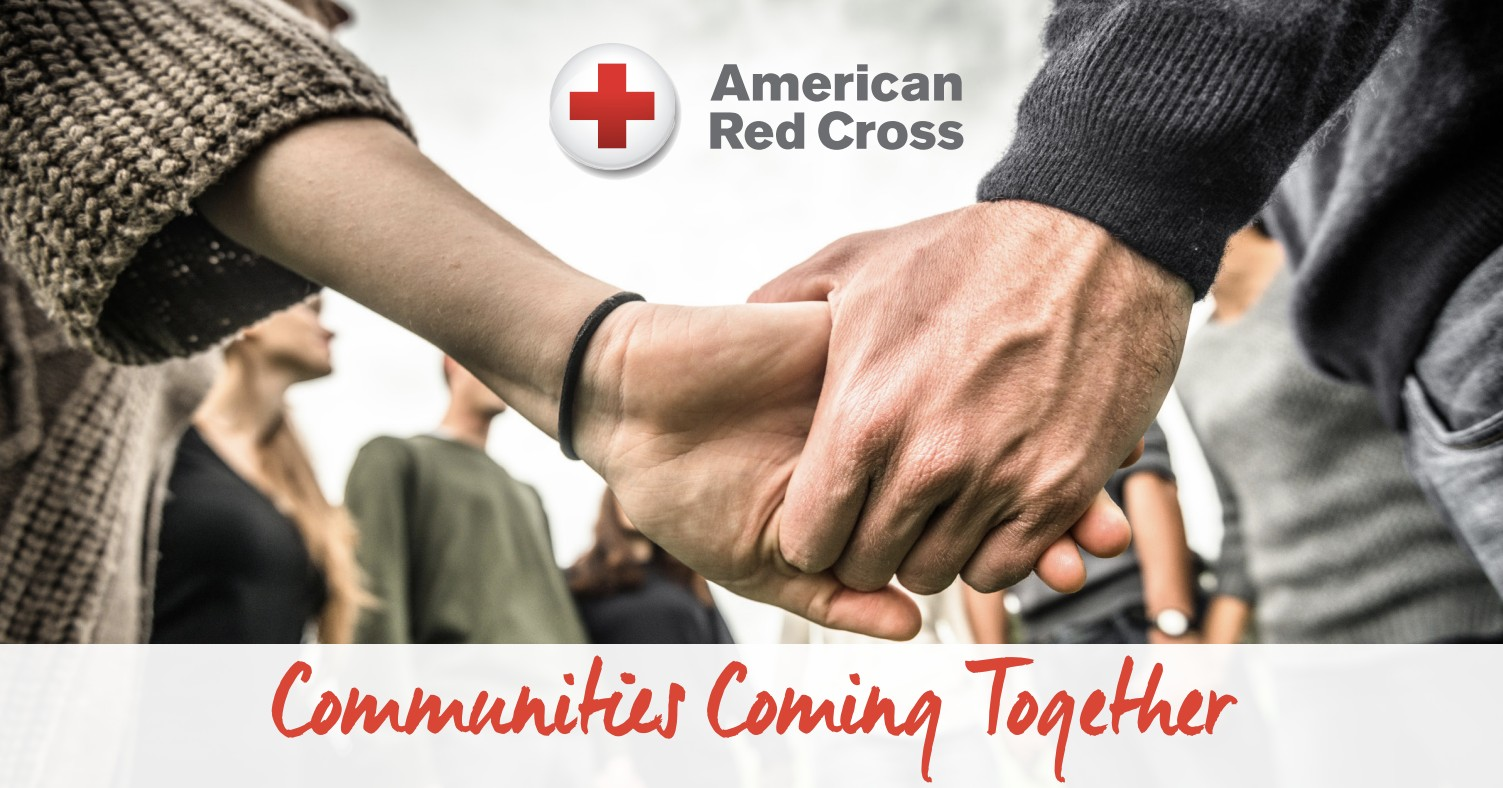 American
Red Cross
Communities Coming Together